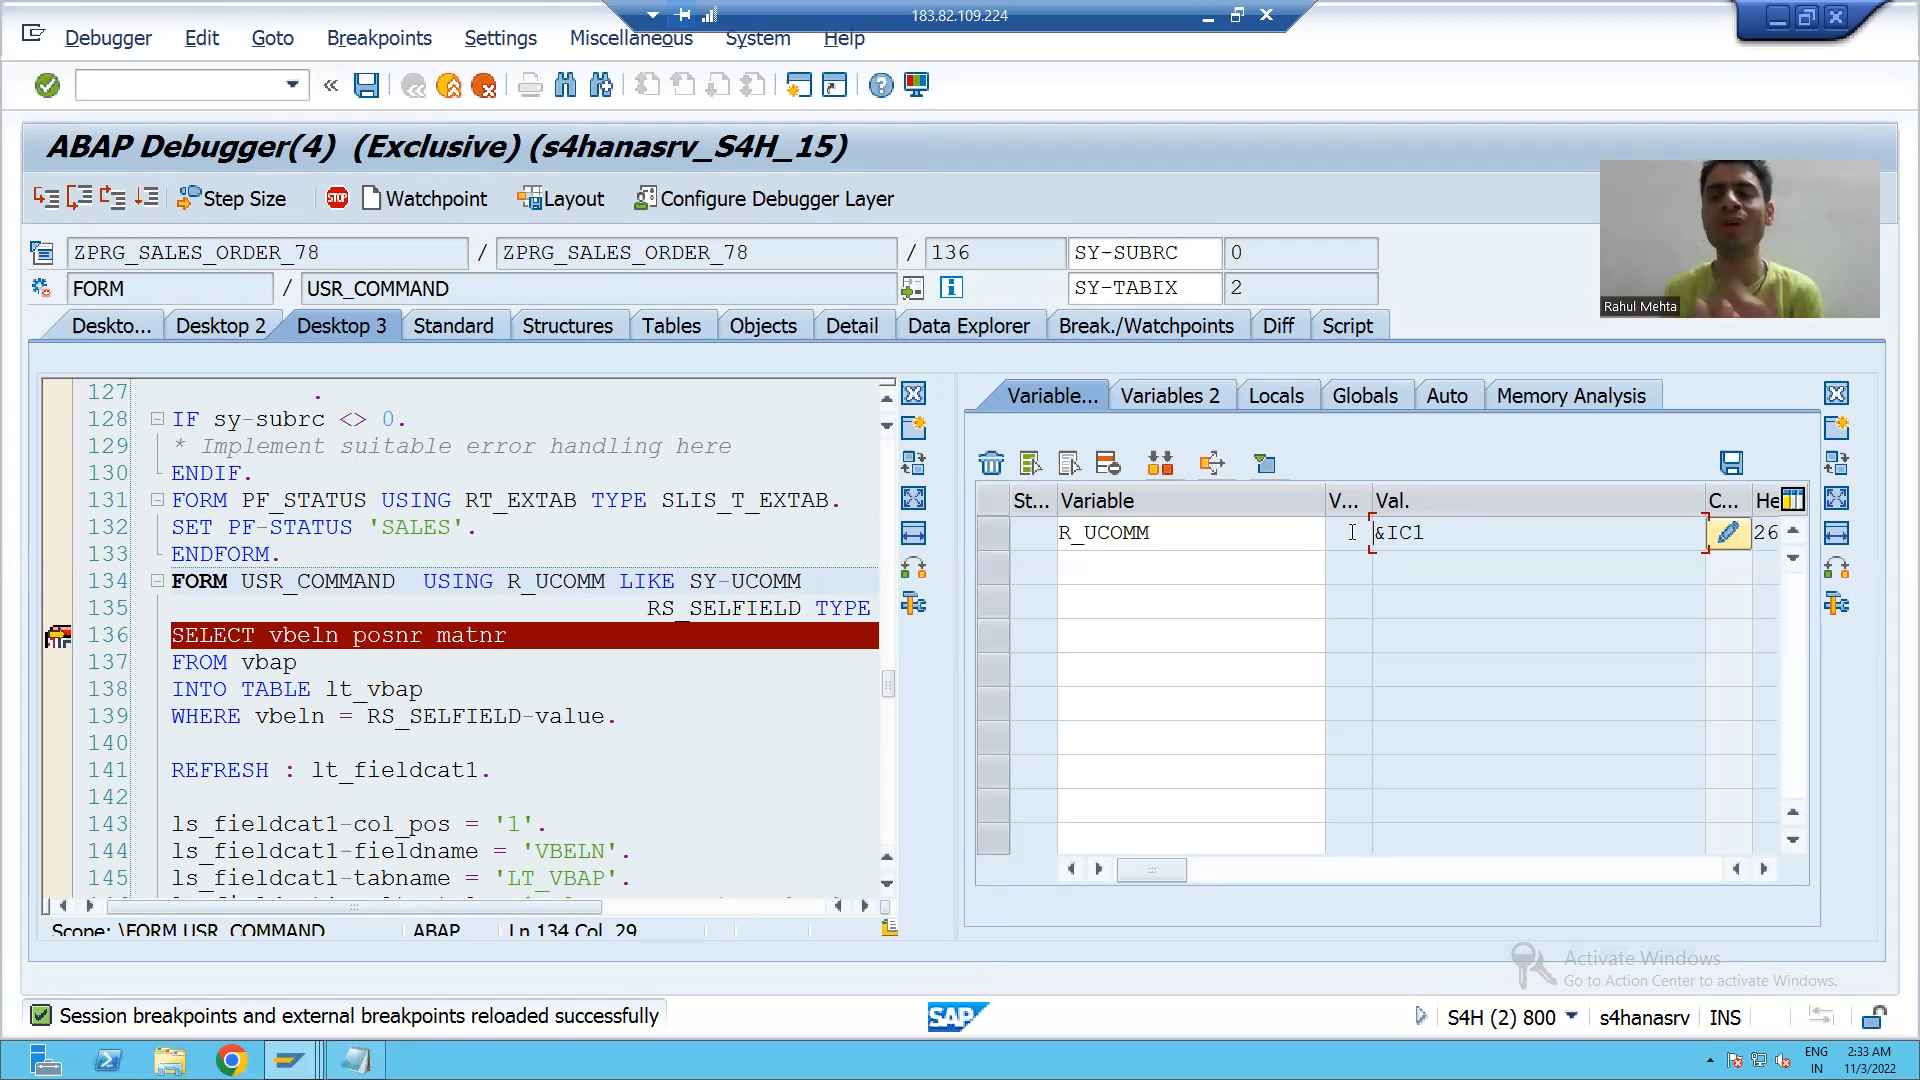 183.82.109.224
Debugger Edit Goto Breakpoints Settings Miscellaneous System Help
ABAP Debugger(4) (Exclusive) (s4hanasrv_S4H_15)
Step Size STOP Watchpoint Layout Configure Debugger Layer
ZPRG_SALES_ORDER_78 / ZPRG_SALES_ORDER_78 / 136 SY-SUBRC 0
FORM / USR_COMMAND SY-TABIX 2
Rahul Mehta
Deskto... Desktop 2 Desktop 3 Standard Structures Tables Objects Detail Data Explorer Break./Watchpoints Diff Script
127 .
128 IF sy-subrc <> 0.
129 * Implement suitable error handling here
130 ENDIF.
131 FORM PF_STATUS USING RT_EXTAB TYPE SLIS_T_EXTAB.
132 SET PF-STATUS 'SALES'.
133 ENDFORM.
134 FORM USR_COMMAND USING R_UCOMM LIKE SY-UCOMM
135 RS_SELFIELD TYPE
136 SELECT vbeln posnr matnr
137 FROM vbap
138 INTO TABLE lt_vbap
139 WHERE vbeln = RS_SELFIELD-value.
140
141 REFRESH : lt_fieldcat1.
142
143 ls_fieldcat1-col_pos = '1'.
144 ls_fieldcat1-fieldname = 'VBELN'.
145 ls_fieldcat1-tabname = 'LT_VBAP'.
Scope: \FORM USR_COMMAND ABAP Ln 134 Col 29
Variable... Variables 2 Locals Globals Auto Memory Analysis
St... Variable V... Val. C... He
R_UCOMM &IC1 26
Activate Windows
Go to Action Center to activate Windows.
Session breakpoints and external breakpoints reloaded successfully
SAP
S4H (2) 800 s4hanasrv INS
ENG 2:33 AM
IN 11/3/2022